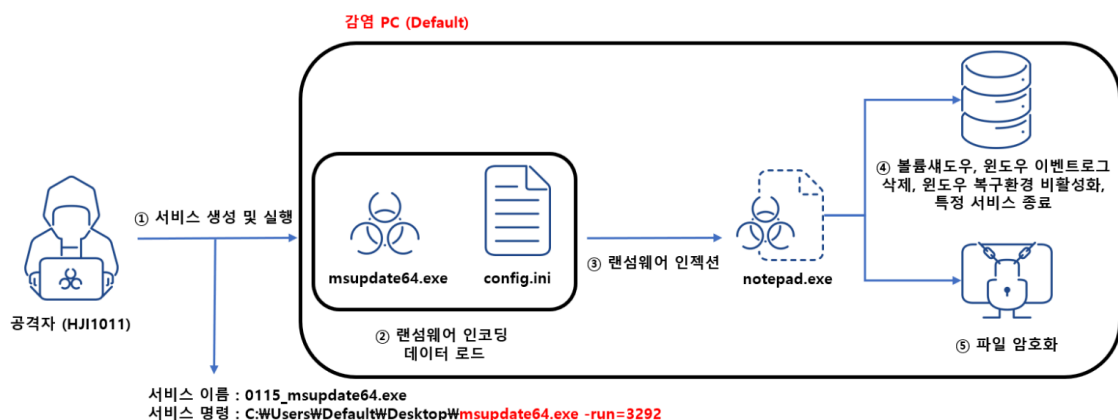 감염 PC (Default)
① 서비스 생성 및 실행
공격자 (HJI1011)
msupdate64.exe
config.ini
② 랜섬웨어 인코딩
데이터 로드
③ 랜섬웨어 인젝션
notepad.exe
④ 볼륨섀도우, 윈도우 이벤트로그
삭제, 윈도우 복구환경 비활성화,
특정 서비스 종료
⑤ 파일 암호화
서비스 이름 : 0115_msupdate64.exe
서비스 명령 : C:₩Users₩Default₩Desktop₩msupdate64.exe -run=3292